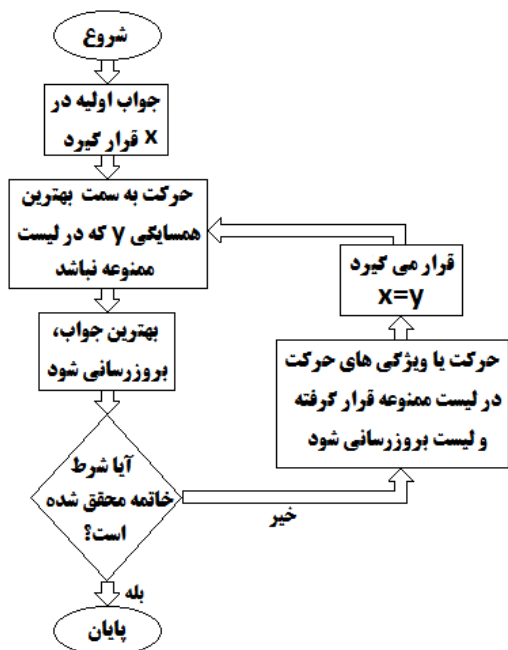 شروع
جواب اولیه در
x قرار گیرد
حرکت به سمت بهترین
همسایگی y که در لیست
ممنوعه نباشد
بهترین جواب،
بروزرسانی شود
آیا شرط
خاتمه محقق شده
است؟
خیر
حرکت یا ویژگی های حرکت
در لیست ممنوعه قرار گرفته
و لیست بروزرسانی شود
قرار می گیرد
x=y
بله
پایان